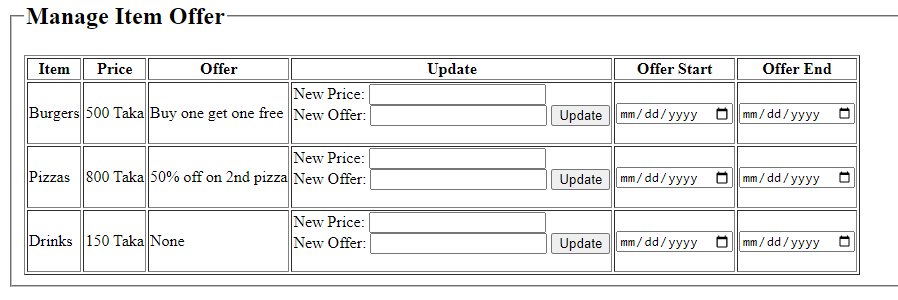 Manage Item Offer
Item Price Offer Update Offer Start Offer End
New Price:
Burgers 500 Taka Buy one get one free New Offer: Update mm/dd/yyyy mm/dd/yyyy
New Price:
Pizzas 800 Taka 50% off on 2nd pizza New Offer: Update mm/dd/yyyy mm/dd/yyyy
New Price:
Drinks 150 Taka None New Offer: Update mm/dd/yyyy mm/dd/yyyy